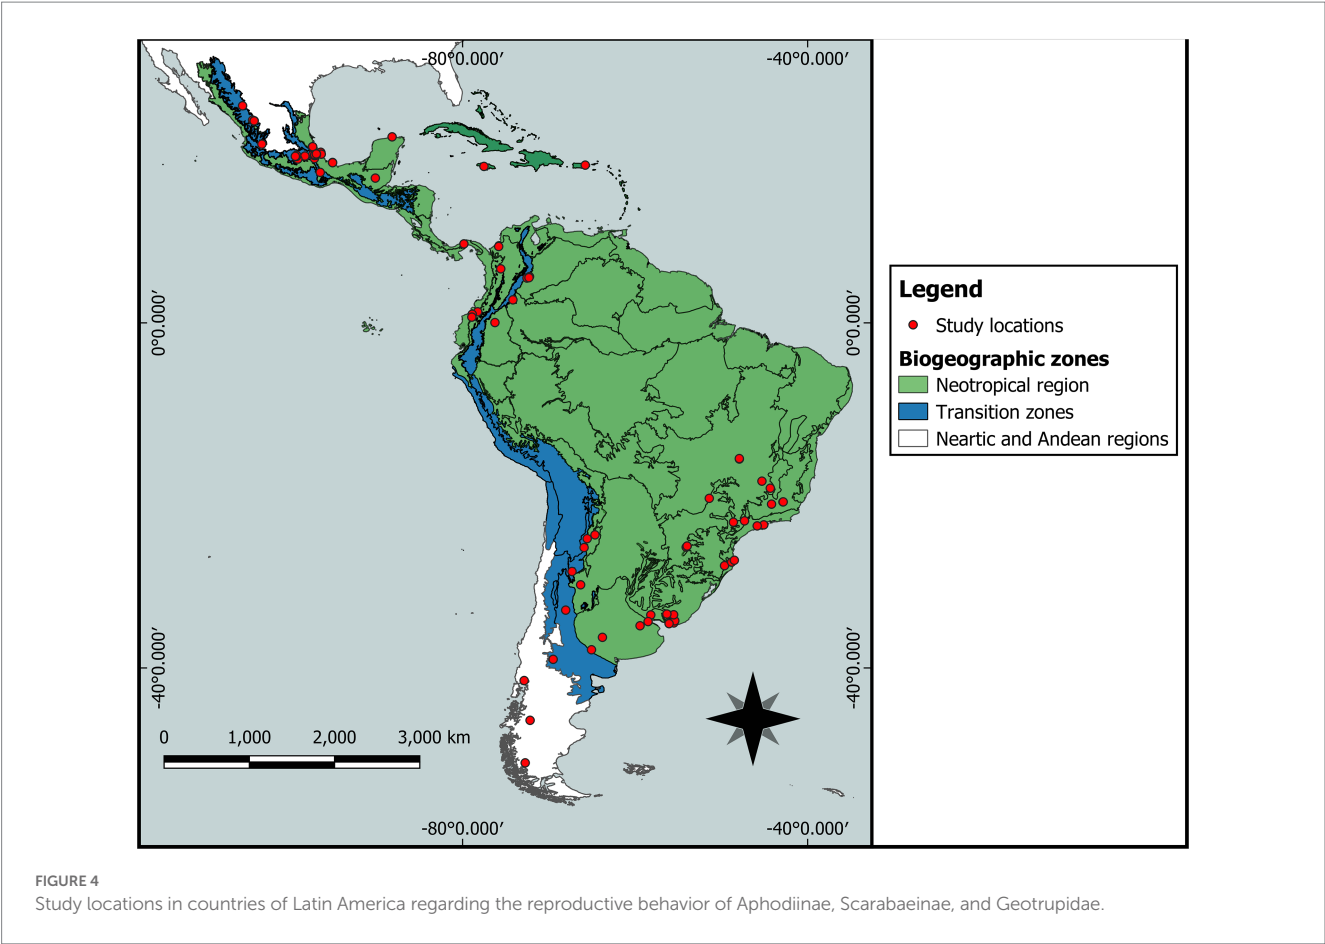 -80°0.000′ -40°0.000′
0°0.000′ 0°0.000′
-40°0.000′ -40°0.000′
0 1,000 2,000 3,000 km
-80°0.000′ -40°0.000′
Legend
Study locations
Biogeographic zones
Neotropical region
Transition zones
Neartic and Andean regions
FIGURE 4
Study locations in countries of Latin America regarding the reproductive behavior of Aphodiinae, Scarabaeinae, and Geotrupidae.